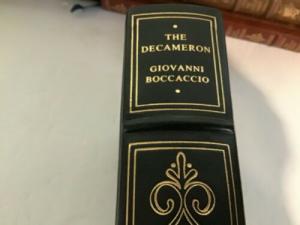 THE
DECAMERON
GIOVANNI
BOCCACCIO